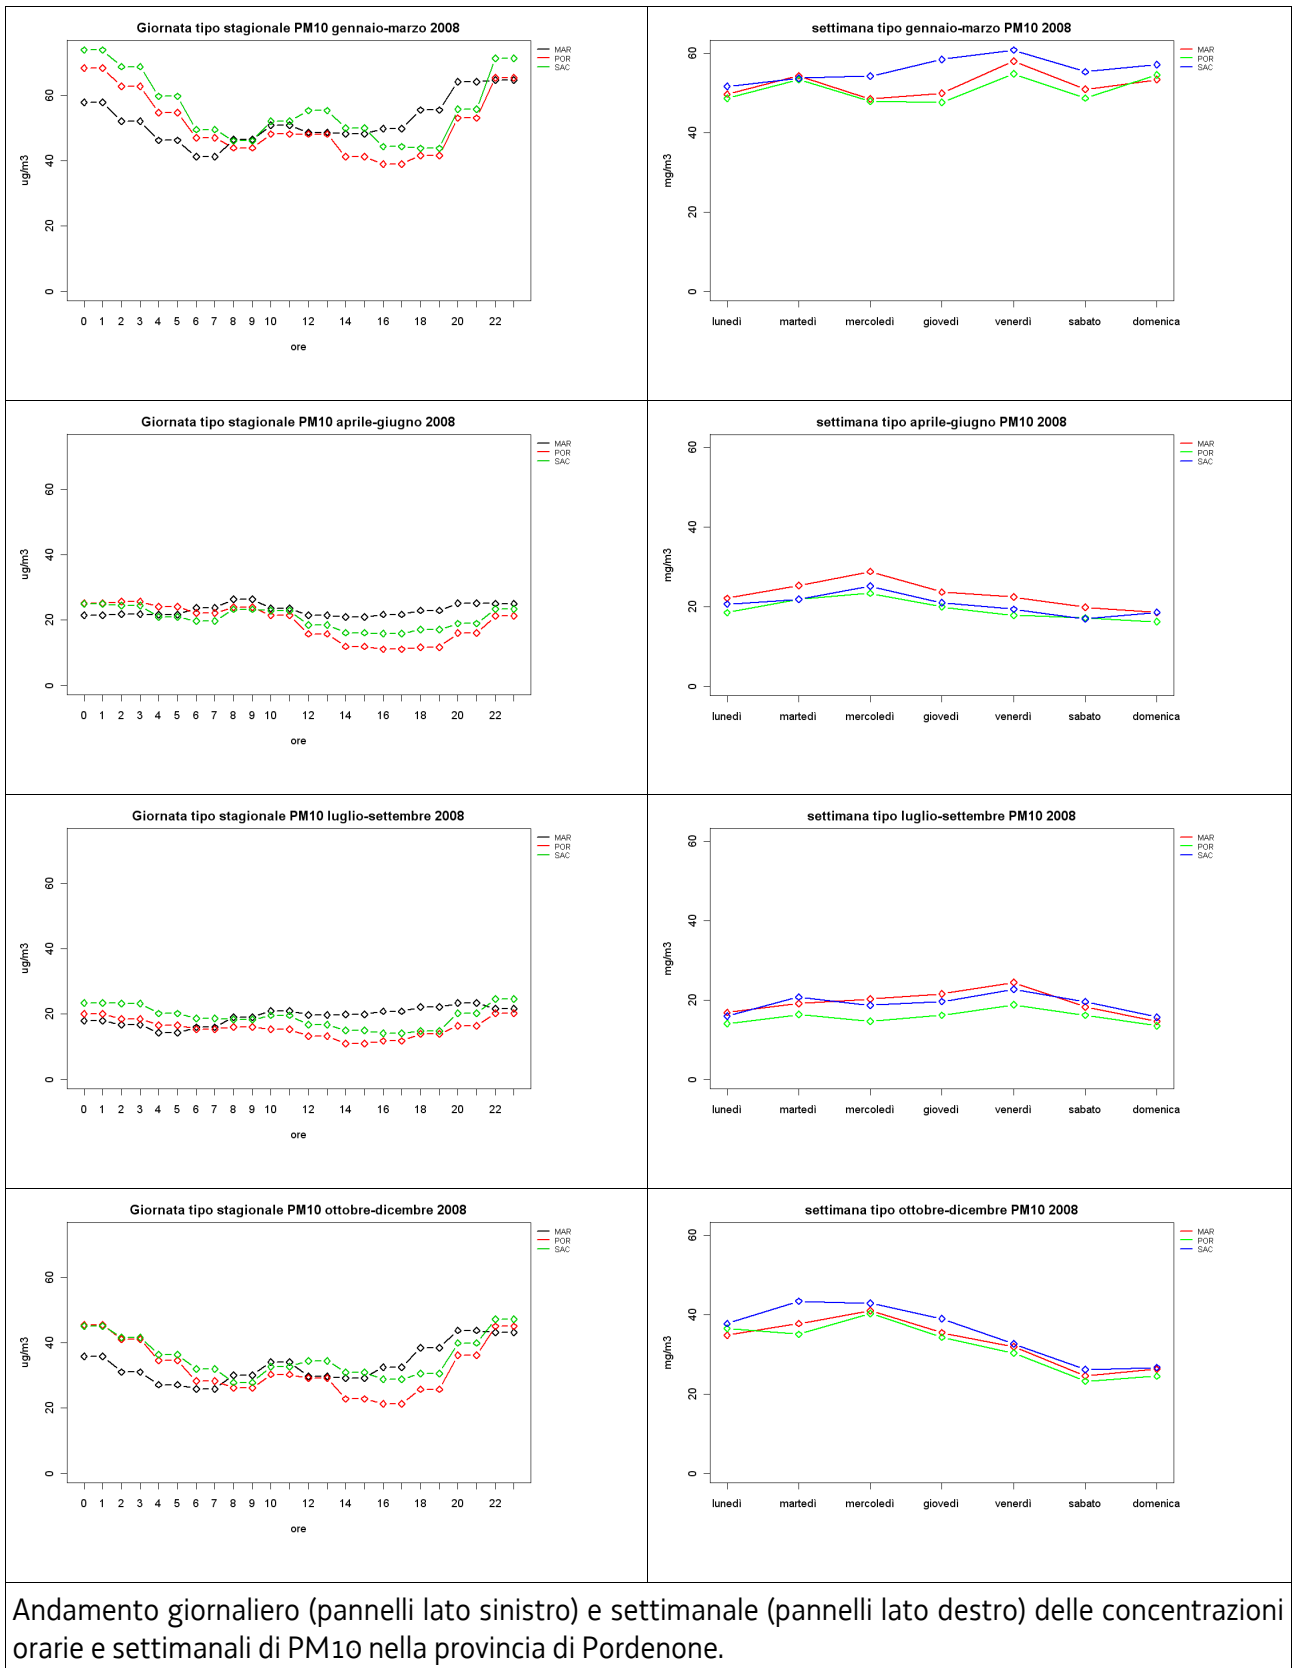 Giornata tipo stagionale PM10 gennaio-marzo 2008
MAR
POR
SAC
ug/m3
60
40
20
0
0 1 2 3 4 5 6 7 8 9 10 12 14 16 18 20 22
ore
settimana tipo gennaio-marzo PM10 2008
MAR
POR
SAC
mg/m3
60
40
20
0
lunedì martedì mercoledì giovedì venerdì sabato domenica
Giornata tipo stagionale PM10 aprile-giugno 2008
MAR
POR
SAC
ug/m3
60
40
20
0
0 1 2 3 4 5 6 7 8 9 10 12 14 16 18 20 22
ore
settimana tipo aprile-giugno PM10 2008
MAR
POR
SAC
mg/m3
60
40
20
0
lunedì martedì mercoledì giovedì venerdì sabato domenica
Giornata tipo stagionale PM10 luglio-settembre 2008
MAR
POR
SAC
ug/m3
60
40
20
0
0 1 2 3 4 5 6 7 8 9 10 12 14 16 18 20 22
ore
settimana tipo luglio-settembre PM10 2008
MAR
POR
SAC
mg/m3
60
40
20
0
lunedì martedì mercoledì giovedì venerdì sabato domenica
Giornata tipo stagionale PM10 ottobre-dicembre 2008
MAR
POR
SAC
ug/m3
60
40
20
0
0 1 2 3 4 5 6 7 8 9 10 12 14 16 18 20 22
ore
settimana tipo ottobre-dicembre PM10 2008
MAR
POR
SAC
mg/m3
60
40
20
0
lunedì martedì mercoledì giovedì venerdì sabato domenica
Andamento giornaliero (pannelli lato sinistro) e settimanale (pannelli lato destro) delle concentrazioni
orarie e settimanali di PM10 nella provincia di Pordenone.